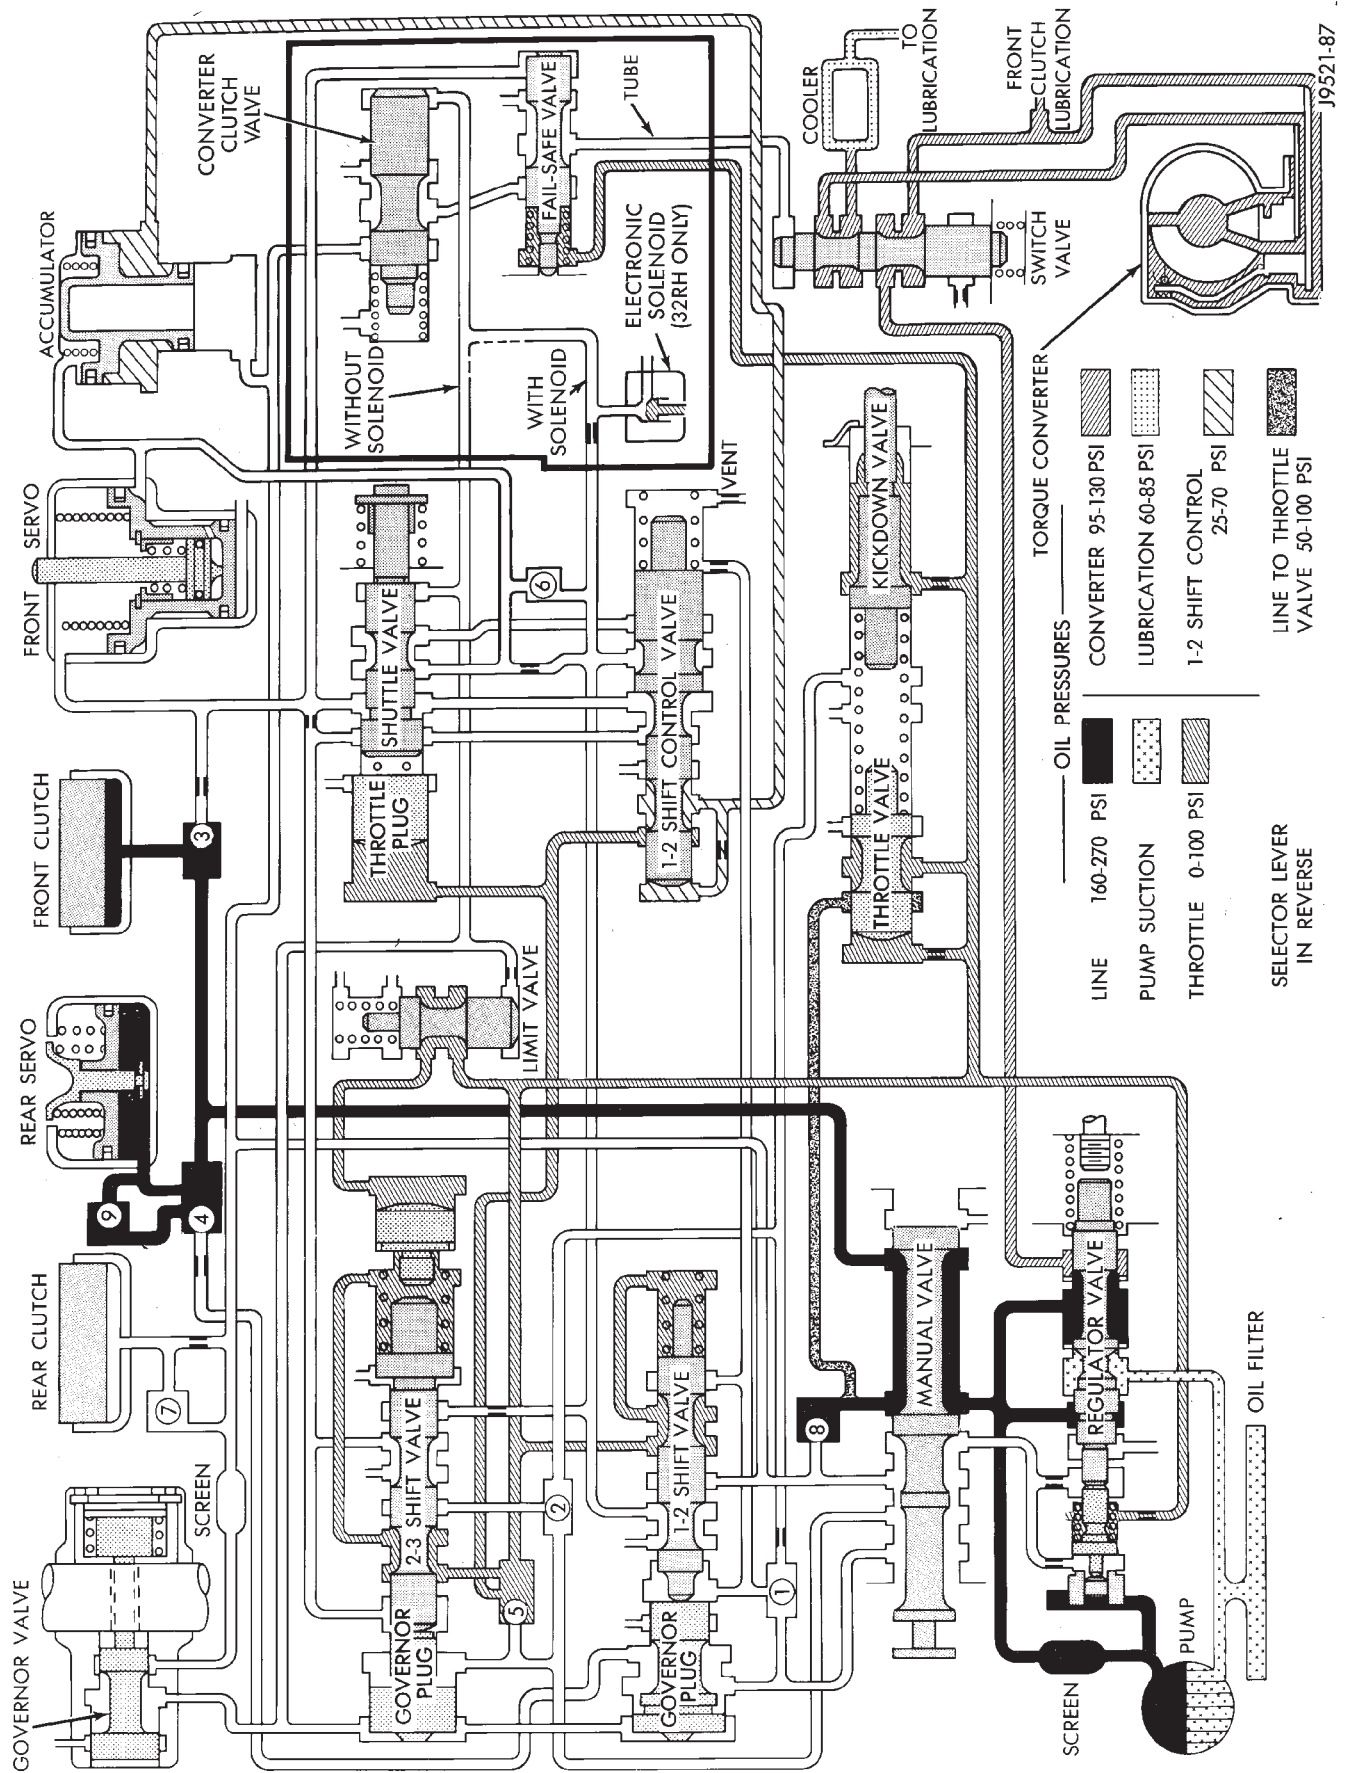 GOVERNOR VALVE
REAR CLUTCH
REAR SERVO
FRONT CLUTCH
FRONT SERVO
ACCUMULATOR
CONVERTER
CLUTCH
VALVE
SCREEN
7
4
9
3
GOVERNOR
PLUG
2-3 SHIFT VALVE
LIMIT VALVE
THROTTLE
PLUG
SHUTTLE VALVE
WITHOUT
SOLENOID
WITH
SOLENOID
FAIL-SAFE VALVE
TUBE
ELECTRONIC
SOLENOID
(32RH ONLY)
5
2
6
GOVERNOR
PLUG
1-2 SHIFT VALVE
1-2 SHIFT CONTROL VALVE
VENT
1
8
COOLER
TO
LUBRICATION
FRONT
CLUTCH
LUBRICATION
SWITCH
VALVE
MANUAL VALVE
THROTTLE VALVE
KICKDOWN VALVE
TORQUE CONVERTER
SCREEN
PUMP
REGULATOR VALVE
OIL FILTER
OIL PRESSURES
LINE 160-270 PSI
PUMP SUCTION
THROTTLE 0-100 PSI
CONVERTER 95-130 PSI
LUBRICATION 60-85 PSI
1-2 SHIFT CONTROL
25-70 PSI
LINE TO THROTTLE
VALVE 50-100 PSI
SELECTOR LEVER
IN REVERSE
J9521-87